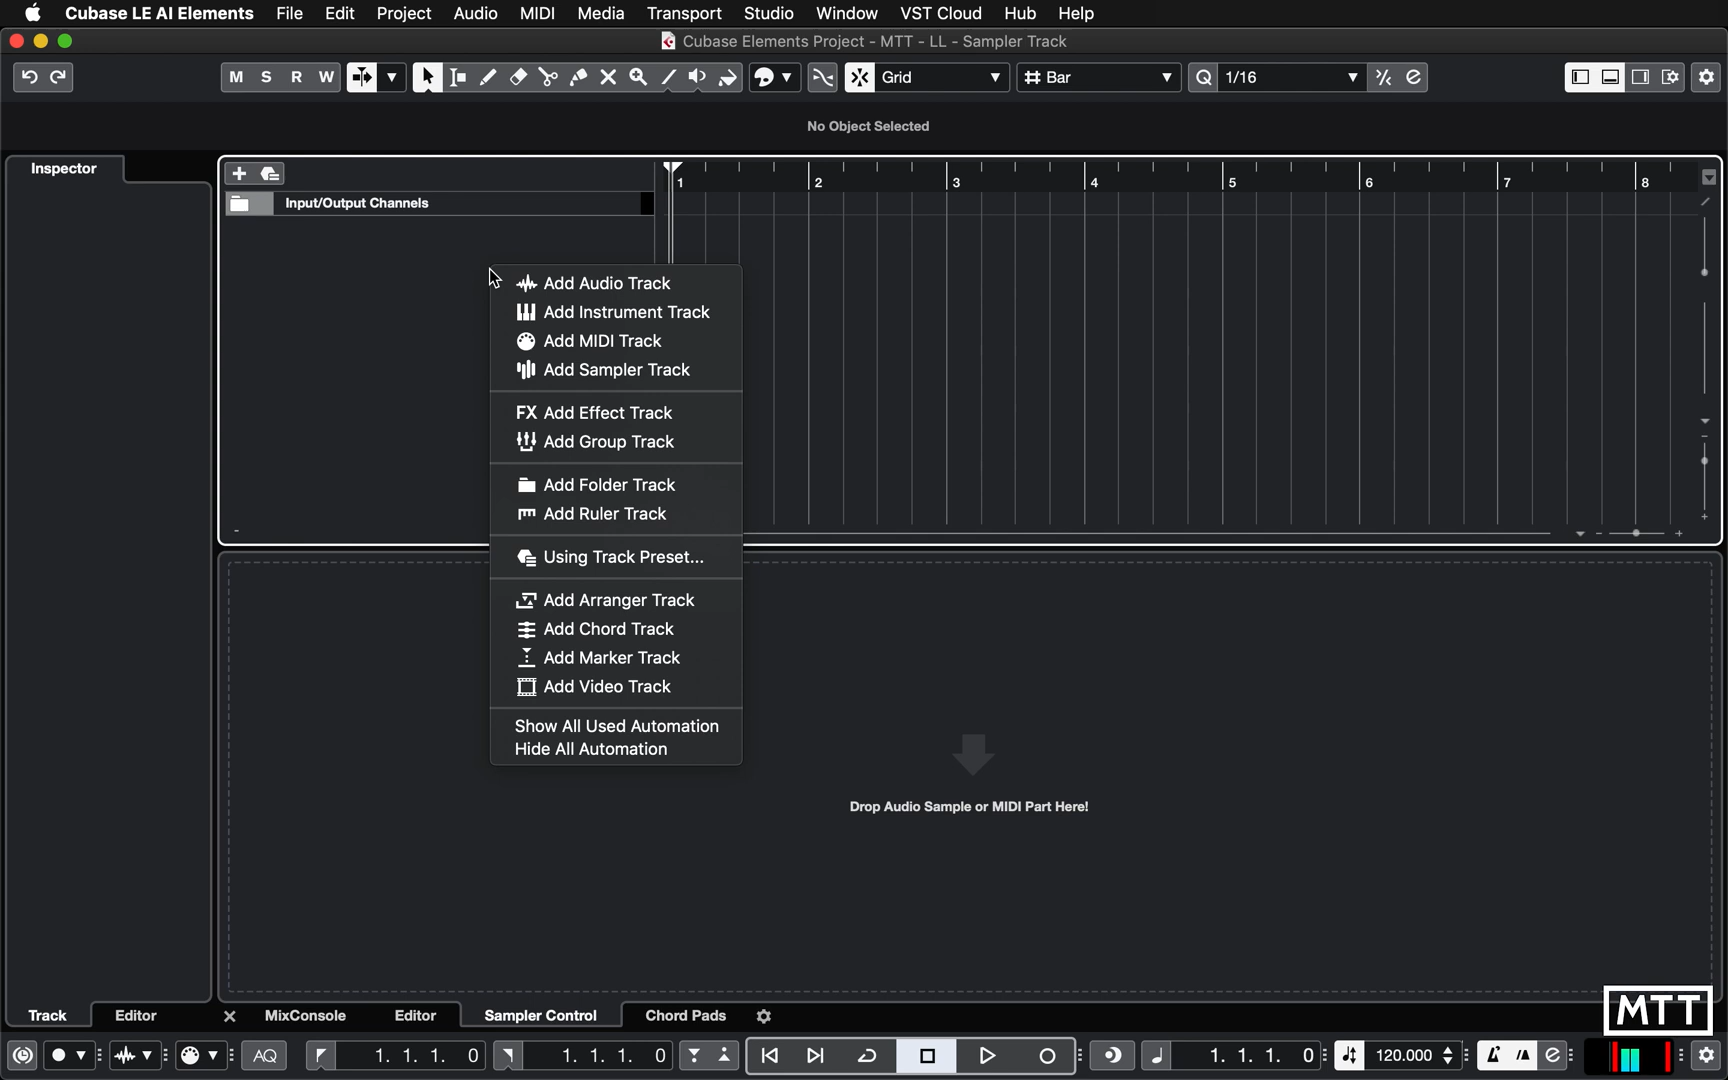 Cubase LE AI Elements File Edit Project Audio MIDI Media Transport Studio Window VST Cloud Hub Help
Cubase Elements Project - MTT - LL - Sampler Track
M S R W Grid Bar Q 1/16
No Object Selected
Inspector
1 2 3 4 5 6 7 8
Input/Output Channels
Add Audio Track
Add Instrument Track
Add MIDI Track
Add Sampler Track
FX Add Effect Track
Add Group Track
Add Folder Track
Add Ruler Track
Using Track Preset...
Add Arranger Track
Add Chord Track
Add Marker Track
Add Video Track
Show All Used Automation
Hide All Automation
Drop Audio Sample or MIDI Part Here!
MTT
Track Editor MixConsole Editor Sampler Control Chord Pads
AQ 1. 1. 1. 0 1. 1. 1. 0 1. 1. 1. 0 120.000